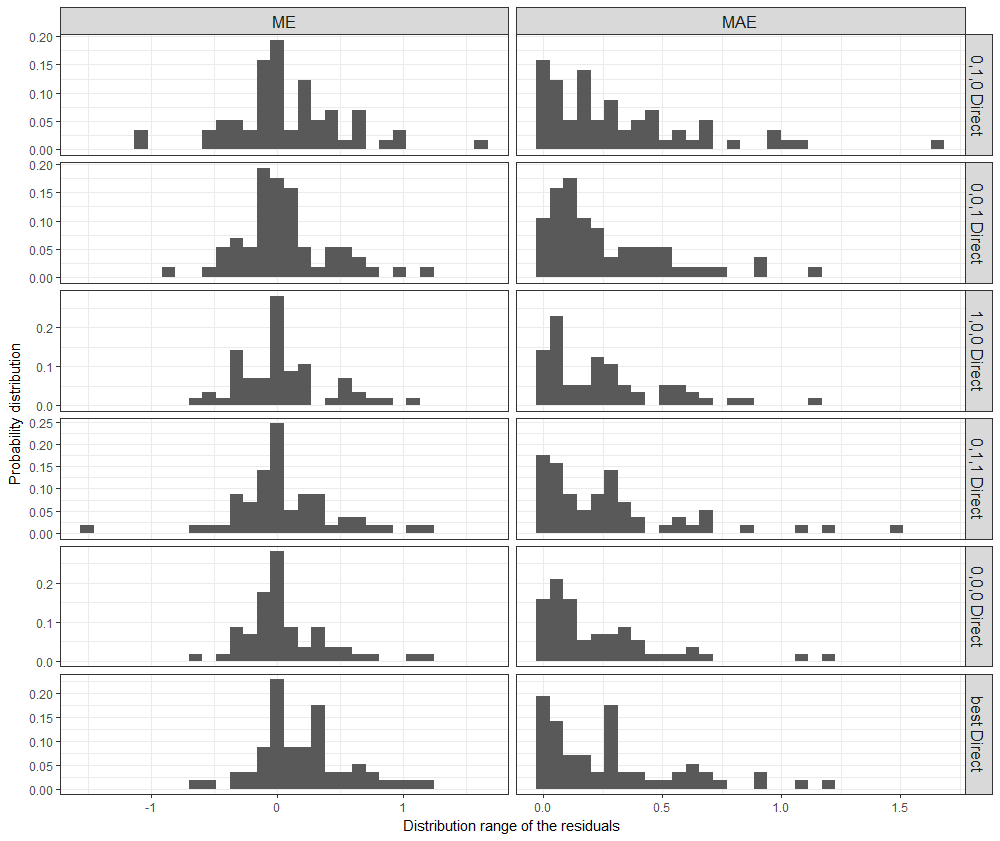 ME
MAE
0.20
0.15
0.10
0.05
0.00
0,1,0 Direct
0.20
0.15
0.10
0.05
0.00
0,0,1 Direct
0.2
0.1
0.0
1,0,0 Direct
0.25
0.20
0.15
0.10
0.05
0.00
0,1,1 Direct
0.2
0.1
0.0
0,0,0 Direct
0.20
0.15
0.10
0.05
0.00
best Direct
Probability distribution
-1 0 1
0.0 0.5 1.0 1.5
Distribution range of the residuals